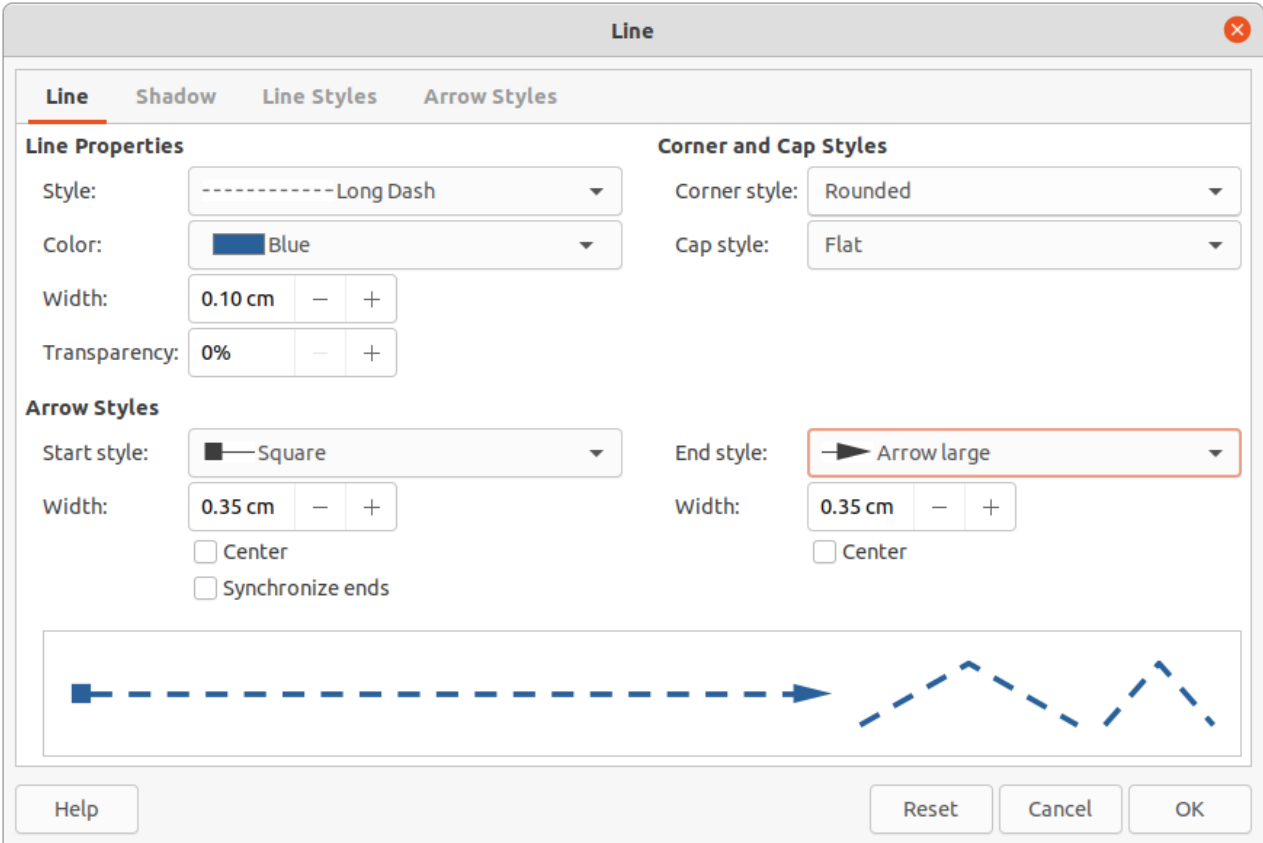 Line
Line Shadow Line Styles Arrow Styles
Line Properties
Style: Long Dash
Color: Blue
Width: 0.10 cm − +
Transparency: 0% − +
Corner and Cap Styles
Corner style: Rounded
Cap style: Flat
Arrow Styles
Start style: Square
Width: 0.35 cm − +
Center
Synchronize ends
End style: Arrow large
Width: 0.35 cm − +
Center
Help Reset Cancel OK